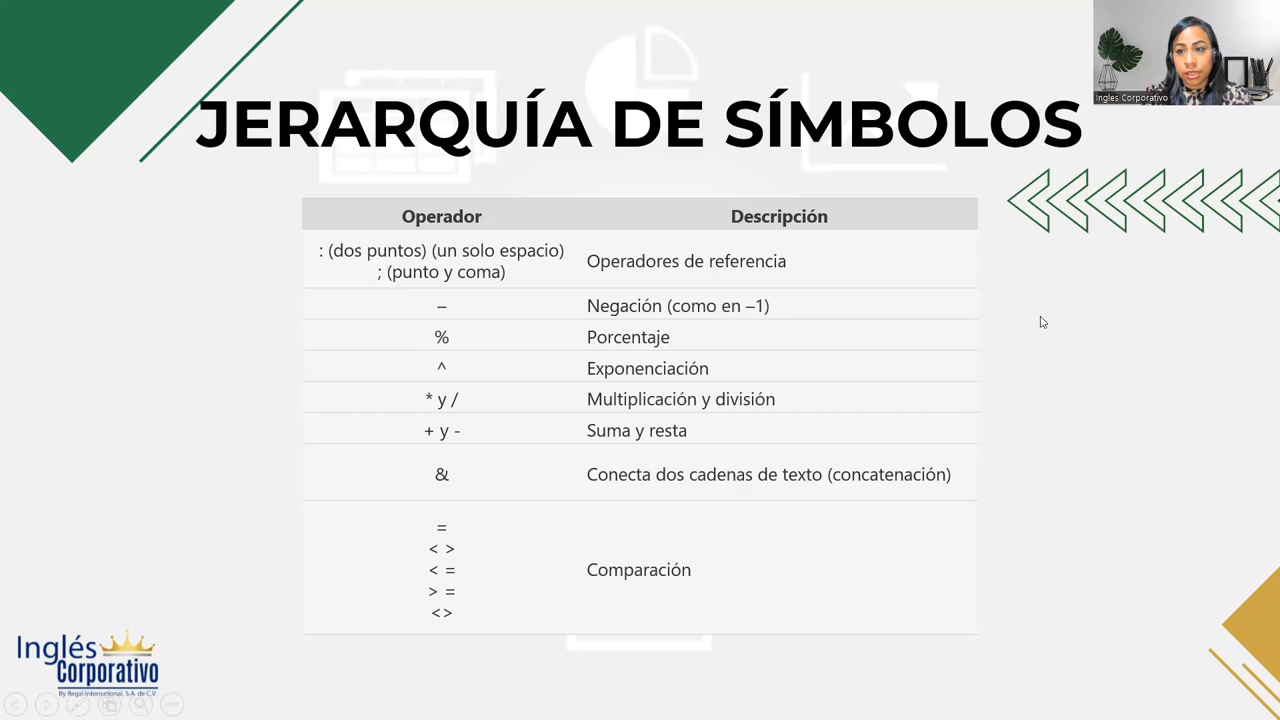 Ingles Corporativo
JERARQUÍA DE SÍMBOLOS
Operador Descripción
: (dos puntos) (un solo espacio)
; (punto y coma)
Operadores de referencia
– Negación (como en –1)
% Porcentaje
^ Exponenciación
* y / Multiplicación y división
+ y - Suma y resta
& Conecta dos cadenas de texto (concatenación)
=
< >
< =
> =
<>
Comparación
Inglés
Corporativo
By Regal International, S.A. de C.V.